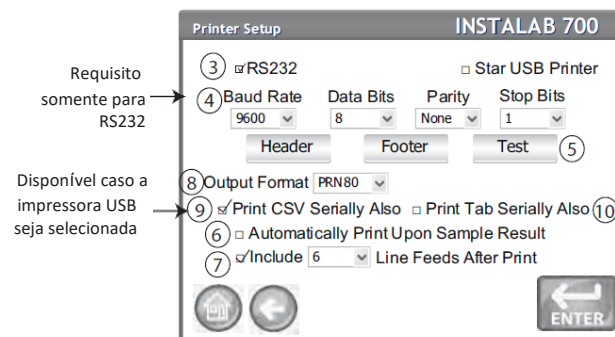 Printer Setup INSTALAB 700
③ RS232 Star USB Printer
Requisito
somente para
RS232
④ Baud Rate Data Bits Parity Stop Bits
9600 8 None 1
Header Footer Test ⑤
⑧ Output Format PRN80
Disponível caso a
impressora USB
seja selecionada
⑨ Print CSV Serially Also Print Tab Serially Also ⑩
⑥ Automatically Print Upon Sample Result
⑦ Include 6 Line Feeds After Print
ENTER